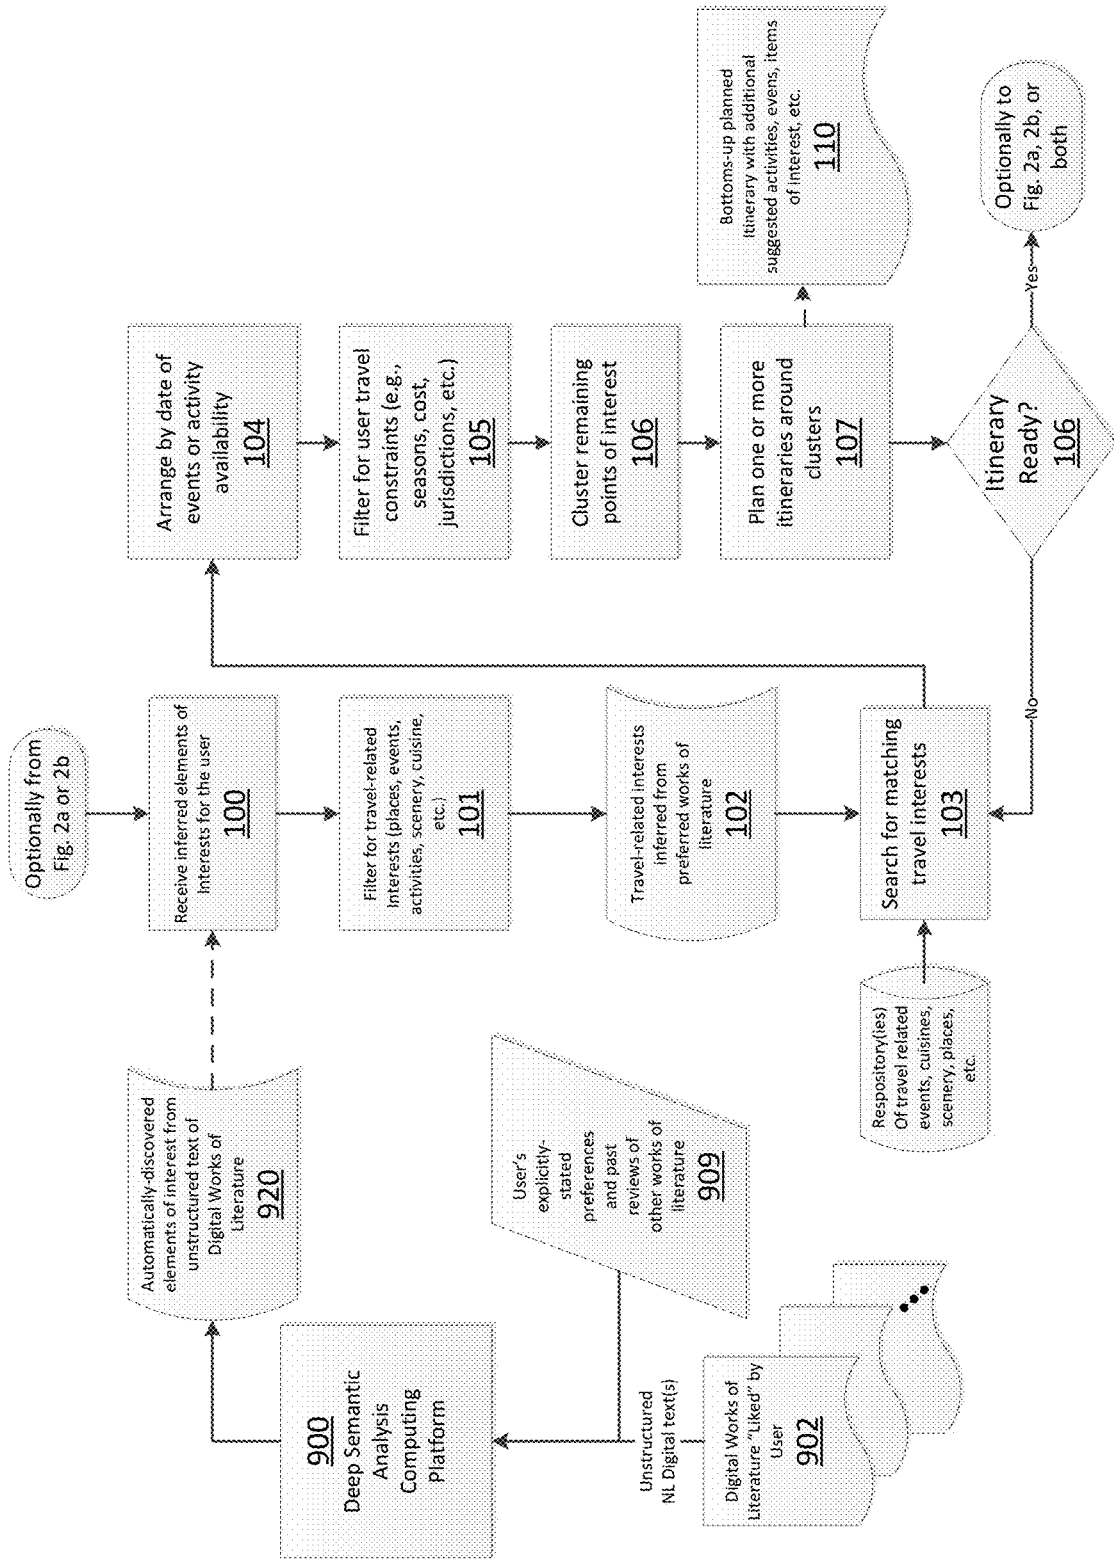 Optionally from
Fig. 2a or 2b
Receive inferred elements of
Interests for the user
100
Filter for travel-related
Interests (places, events,
activities, scenery, cuisine,
etc.)
101
Travel-related interests
inferred from
preferred works of
literature
102
Search for matching
travel interests
103
Respository(ies)
Of travel related
events, cuisines,
scenery, places,
etc.
Automatically-discovered
elements of interest from
unstructured text of
Digital Works of
Literature
920
900
Deep Semantic
Analysis
Computing
Platform
User's
explicitly-
stated
preferences
and past
reviews of
other works of
literature
909
Unstructured
NL Digital text(s)
Digital Works of
Literature "Liked" by
User
902
Arrange by date of
events or activity
availability
104
Filter for user travel
constraints (e.g.,
seasons, cost,
jurisdictions, etc.)
105
Cluster remaining
points of interest
106
Plan one or more
itineraries around
clusters
107
Bottoms-up planned
Itinerary with additional
suggested activities, evens, items
of interest, etc.
110
Itinerary
Ready?
106
No
Yes
Optionally to
Fig. 2a, 2b, or
both